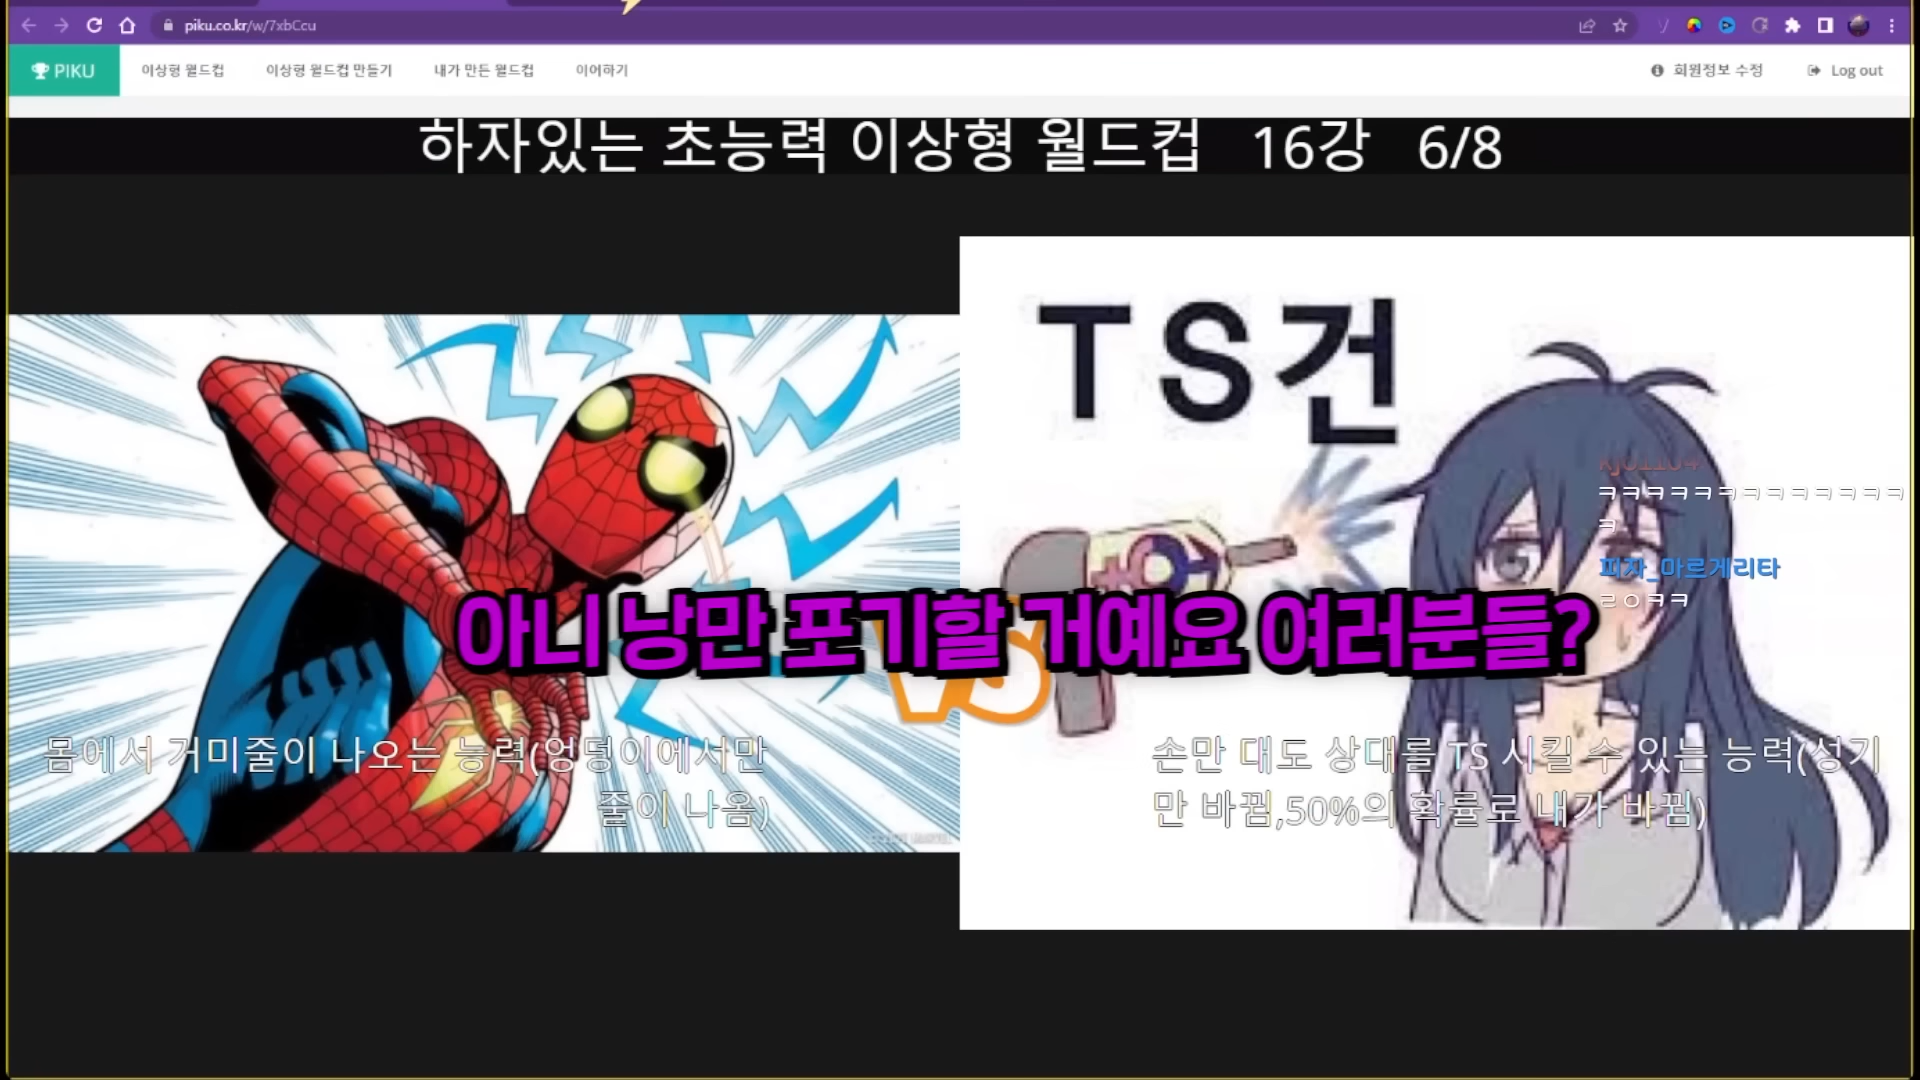 piku.co.kr/w/7xbCcu
PIKU
이상형 월드컵
이상형 월드컵 만들기
내가 만든 월드컵
이어하기
회원정보 수정
Log out
하자있는 초능력 이상형 월드컵 16강 6/8
TS건
ㅋㅋㅋㅋㅋㅋㅋㅋㅋㅋㅋㅋㅋ
ㅋ
피자_마르게리타
ㄹㅇㅋㅋ
아니 낭만 포기할 거예요 여러분들?
VS
몸에서 거미줄이 나오는 능력(엉덩이에서만
줄이 나옴)
손만 대도 상대를 TS 시킬 수 있는 능력(성기
만 바뀜,50%의 확률로 내가 바뀜)